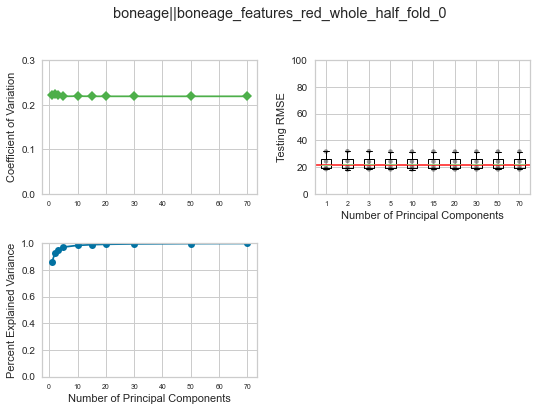 boneage||boneage_features_red_whole_half_fold_0
Coefficient of Variation
0.3
0.2
0.1
0.0
0 10 20 30 40 50 60 70
Testing RMSE
100
80
60
40
20
0
1 2 3 5 10 15 20 30 50 70
Number of Principal Components
Percent Explained Variance
1.0
0.8
0.6
0.4
0.2
0.0
0 10 20 30 40 50 60 70
Number of Principal Components